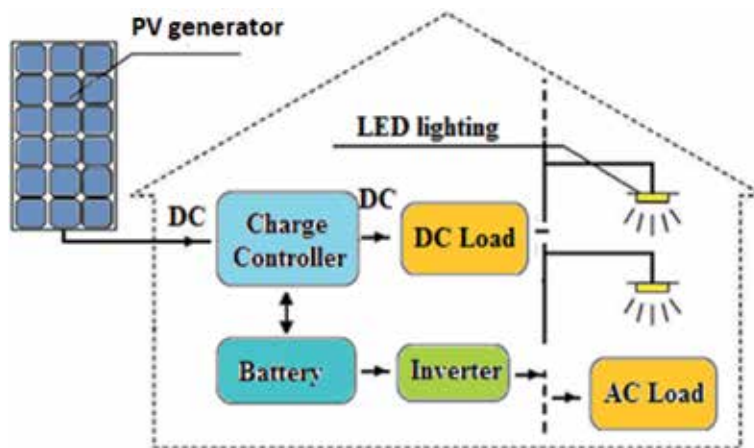 PV generator
LED lighting
DC
DC
Charge
Controller
DC Load
Battery
Inverter
AC Load